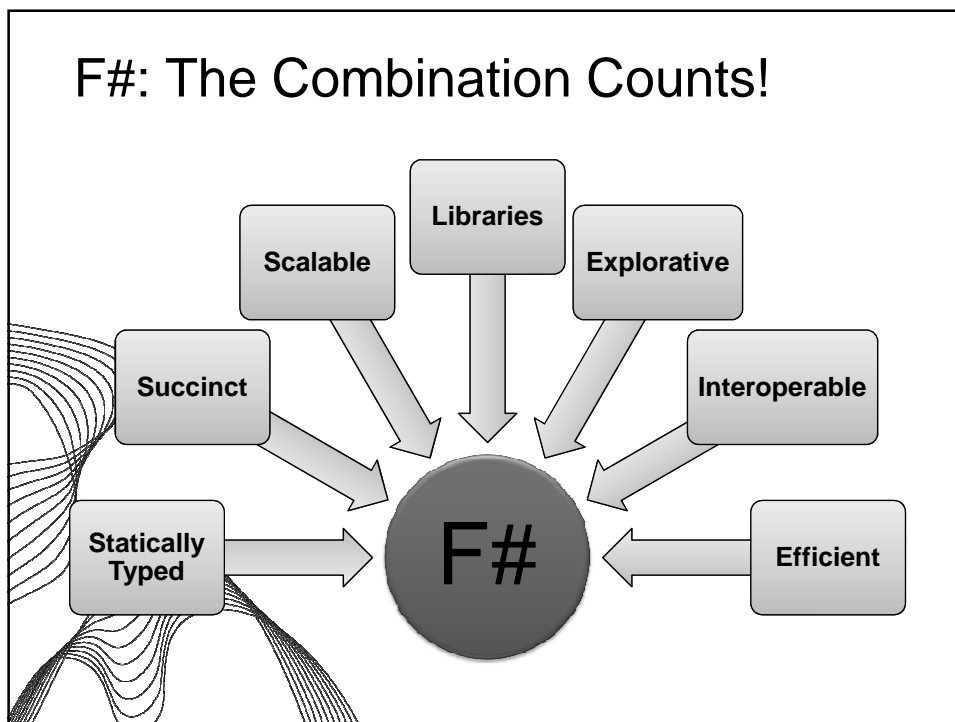 F#: The Combination Counts!
Libraries
Scalable
Explorative
Succinct
Interoperable
Statically
Typed
F#
Efficient